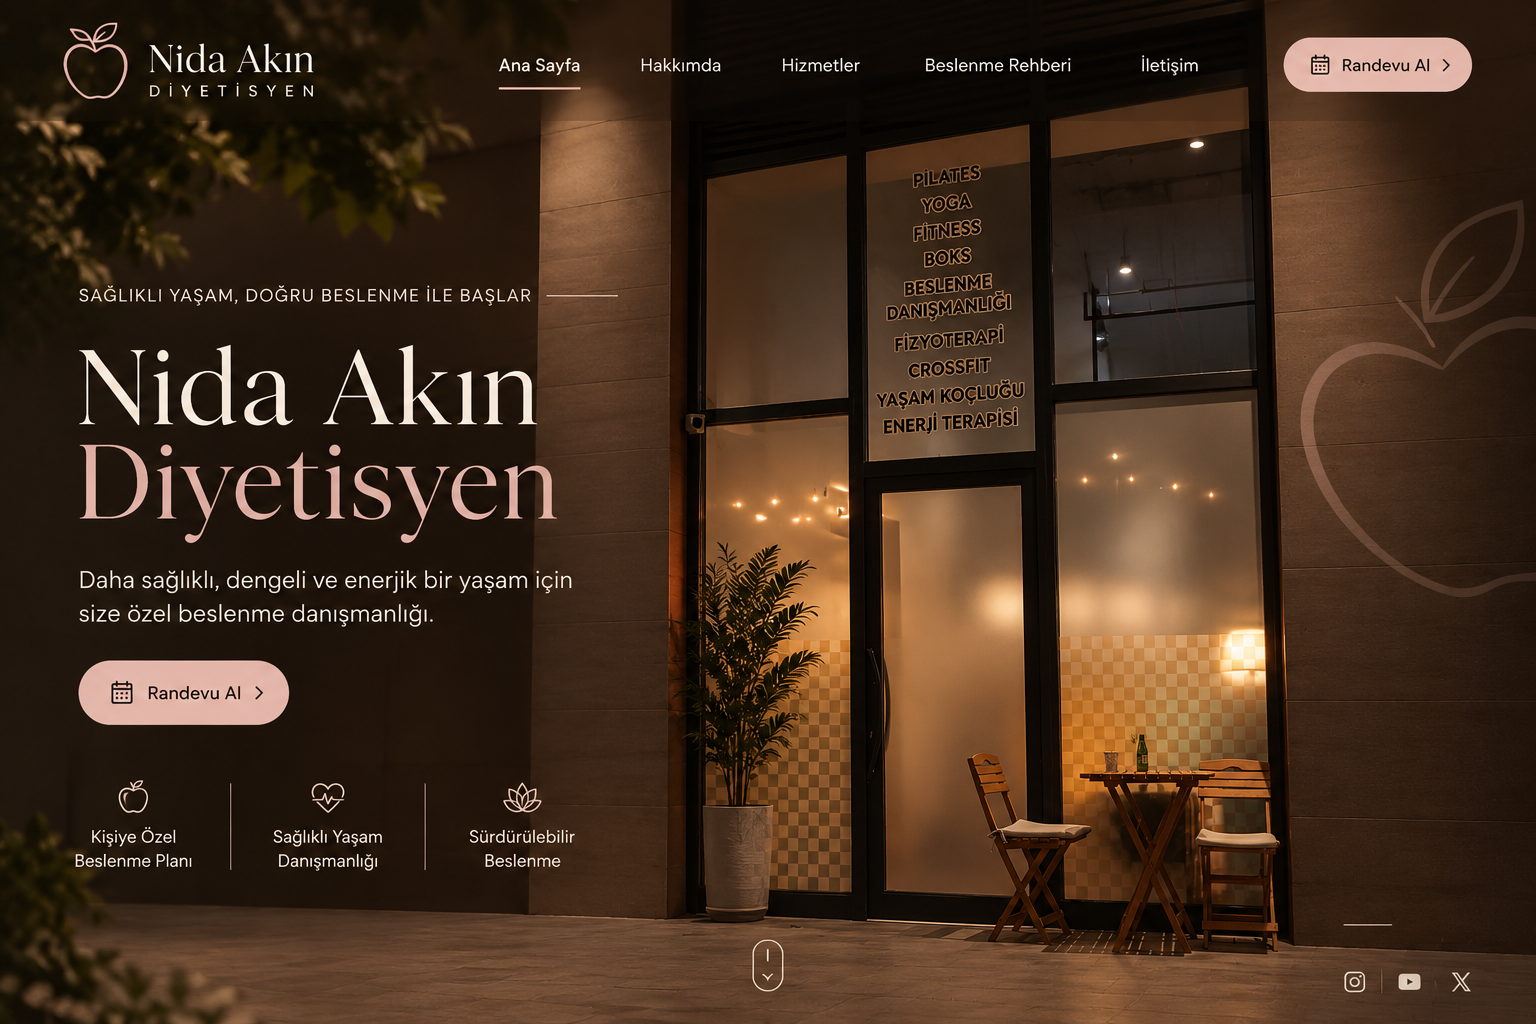 Nida Akın
DİYETİSYEN
Ana Sayfa
Hakkımda
Hizmetler
Beslenme Rehberi
İletişim
Randevu Al
PİLATES
YOGA
FİTNESS
BOKS
BESLENME
DANIŞMANLIĞI
FİZYOTERAPİ
CROSSFIT
YAŞAM KOÇLUĞU
ENERJİ TERAPİSİ
SAĞLIKLI YAŞAM, DOĞRU BESLENME İLE BAŞLAR
Nida Akın
Diyetisyen
Daha sağlıklı, dengeli ve enerjik bir yaşam için
size özel beslenme danışmanlığı.
Randevu Al
Kişiye Özel
Beslenme Planı
Sağlıklı Yaşam
Danışmanlığı
Sürdürülebilir
Beslenme